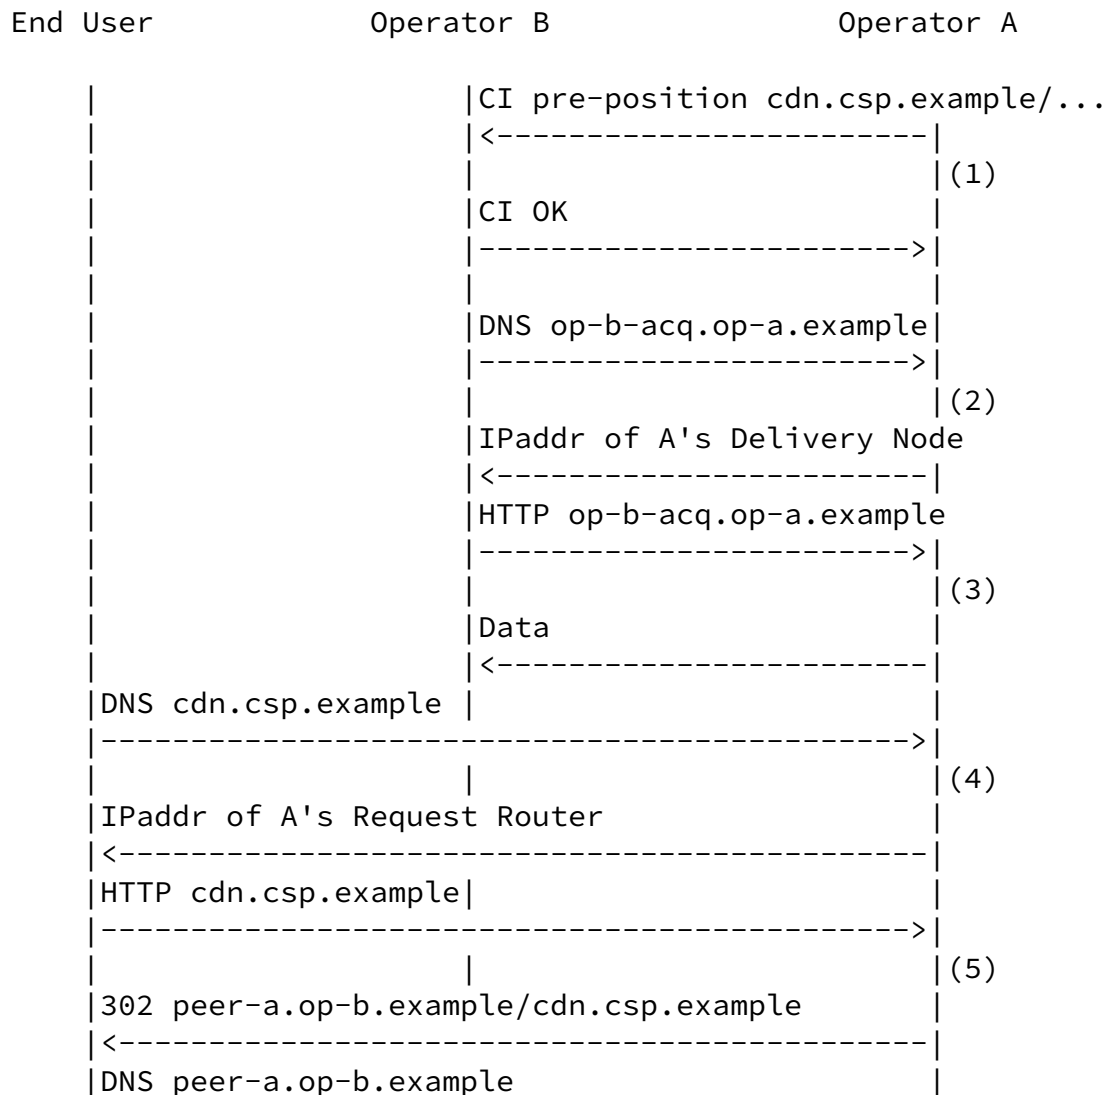 End User            Operator B                Operator A
|                    |CI pre-position cdn.csp.example/...
|                    |<------------------------|
|                    |                         |(1)
|                    |CI OK                    |
|                    |------------------------>|
|                    |                         |
|                    |DNS op-b-acq.op-a.example|
|                    |------------------------>|
|                    |                         |(2)
|                    |IPaddr of A's Delivery Node
|                    |<------------------------|
|                    |HTTP op-b-acq.op-a.example
|                    |------------------------>|
|                    |                         |(3)
|                    |Data                     |
|                    |<------------------------|
|DNS cdn.csp.example |                         |
|--------------------------------------------->|
|                    |                         |(4)
|IPaddr of A's Request Router                  |
|<---------------------------------------------|
|HTTP cdn.csp.example|                         |
|--------------------------------------------->|
|                    |                         |(5)
|302 peer-a.op-b.example/cdn.csp.example       |
|<---------------------------------------------|
|DNS peer-a.op-b.example                       |